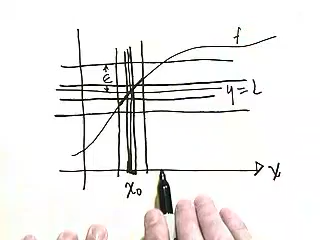 f
ε
y = L
x₀
x